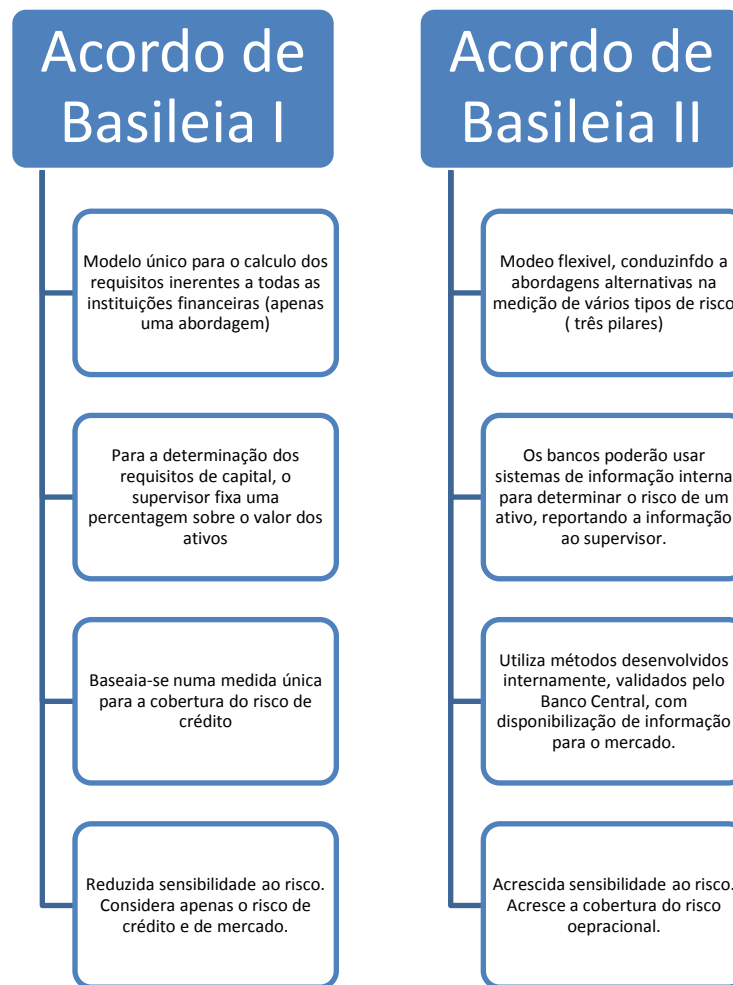 Acordo de
Basileia I
Modelo único para o calculo dos
requisitos inerentes a todas as
instituições financeiras (apenas
uma abordagem)
Para a determinação dos
requisitos de capital, o
supervisor fixa uma
percentagem sobre o valor dos
ativos
Baseaia-se numa medida única
para a cobertura do risco de
crédito
Reduzida sensibilidade ao risco.
Considera apenas o risco de
crédito e de mercado.
Acordo de
Basileia II
Modeo flexivel, conduzinfdo a
abordagens alternativas na
medição de vários tipos de risco
( três pilares)
Os bancos poderão usar
sistemas de informação interna
para determinar o risco de um
ativo, reportando a informação
ao supervisor.
Utiliza métodos desenvolvidos
internamente, validados pelo
Banco Central, com
disponibilização de informação
para o mercado.
Acrescida sensibilidade ao risco.
Acresce a cobertura do risco
oepracional.